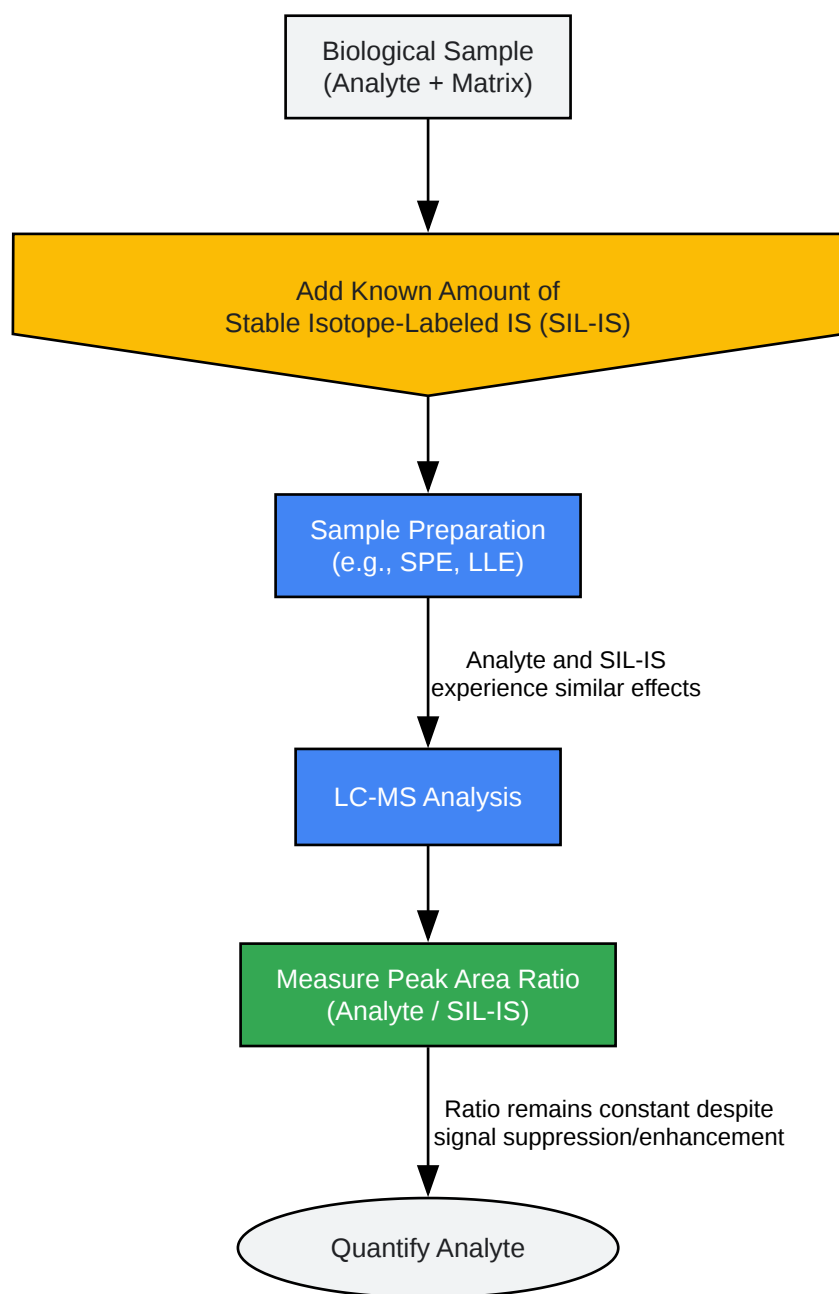 Biological Sample
(Analyte + Matrix)
Add Known Amount of
Stable Isotope-Labeled IS (SIL-IS)
Sample Preparation
(e.g., SPE, LLE)
Analyte and SIL-IS
experience similar effects
LC-MS Analysis
Measure Peak Area Ratio
(Analyte / SIL-IS)
Ratio remains constant despite
signal suppression/enhancement
Quantify Analyte